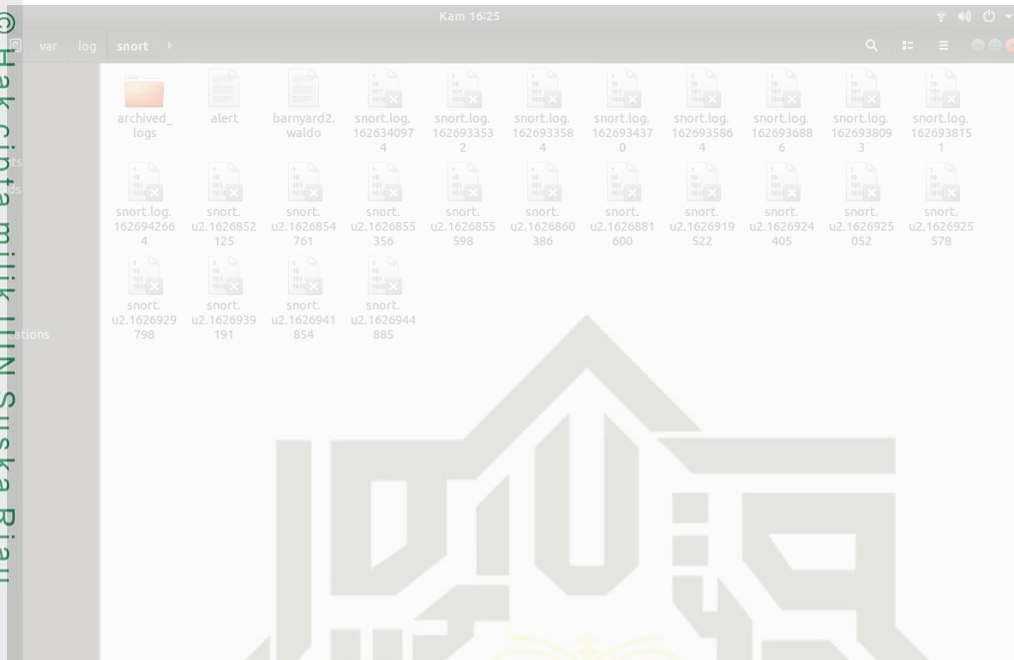 Kam 16:25
var log snort
archived_
logs
alert
barnyard2.
waldo
snort.log.
162634097
4
snort.log.
162693353
2
snort.log.
162693358
4
snort.log.
162693437
0
snort.log.
162693586
4
snort.log.
162693688
6
snort.log.
162693809
3
snort.log.
162693815
1
snort.log.
162694266
4
snort.
u2.1626852
125
snort.
u2.1626854
761
snort.
u2.1626855
356
snort.
u2.1626855
598
snort.
u2.1626860
386
snort.
u2.1626881
600
snort.
u2.1626919
522
snort.
u2.1626924
405
snort.
u2.1626925
052
snort.
u2.1626925
578
snort.
u2.1626929
798
snort.
u2.1626939
191
snort.
u2.1626941
854
snort.
u2.1626944
885
© Hak cipta milik UIN Suska Riau